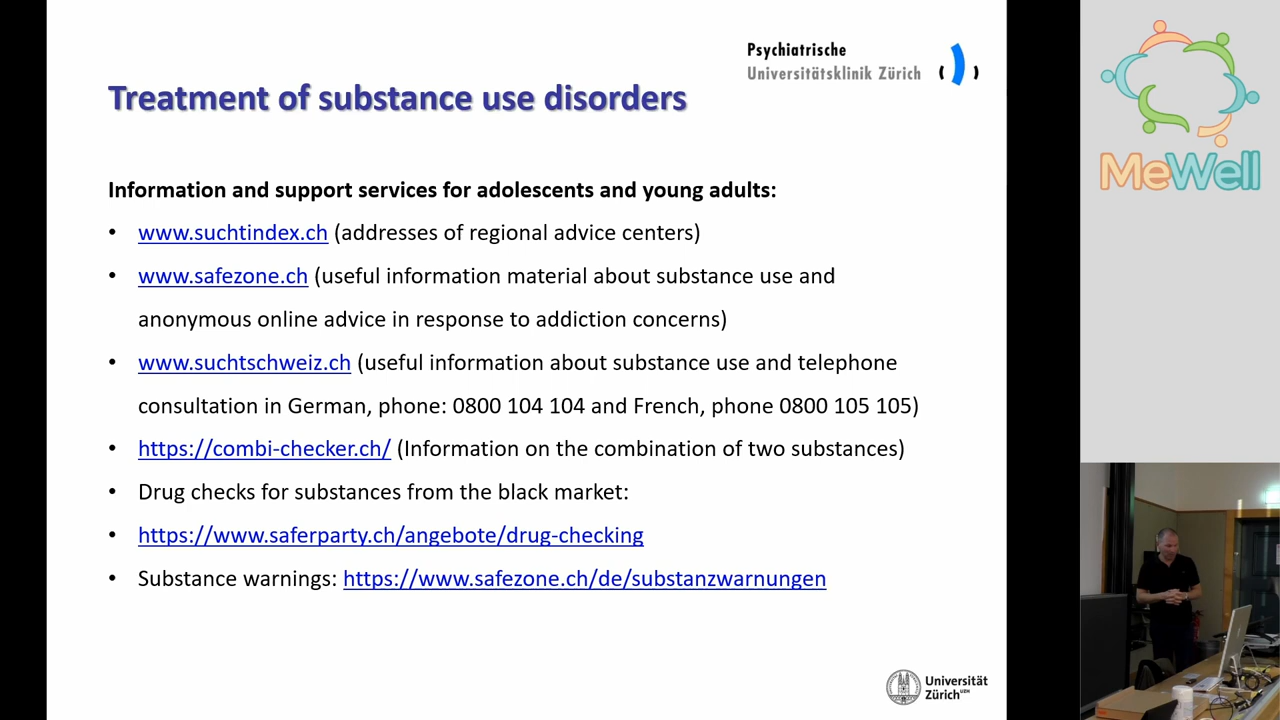 Psychiatrische
Universitätsklinik Zürich
Treatment of substance use disorders
Information and support services for adolescents and young adults:
• www.suchtindex.ch (addresses of regional advice centers)
• www.safezone.ch (useful information material about substance use and
anonymous online advice in response to addiction concerns)
• www.suchtschweiz.ch (useful information about substance use and telephone
consultation in German, phone: 0800 104 104 and French, phone 0800 105 105)
• https://combi-checker.ch/ (Information on the combination of two substances)
• Drug checks for substances from the black market:
• https://www.saferparty.ch/angebote/drug-checking
• Substance warnings: https://www.safezone.ch/de/substanzwarnungen
Universität
Zürich UZH
MeWell